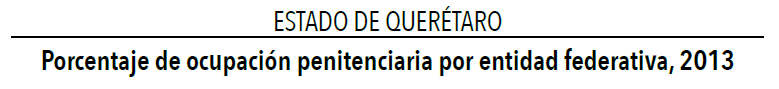 ESTADO DE QUERÉTARO
Porcentaje de ocupación penitenciaria por entidad federativa, 2013